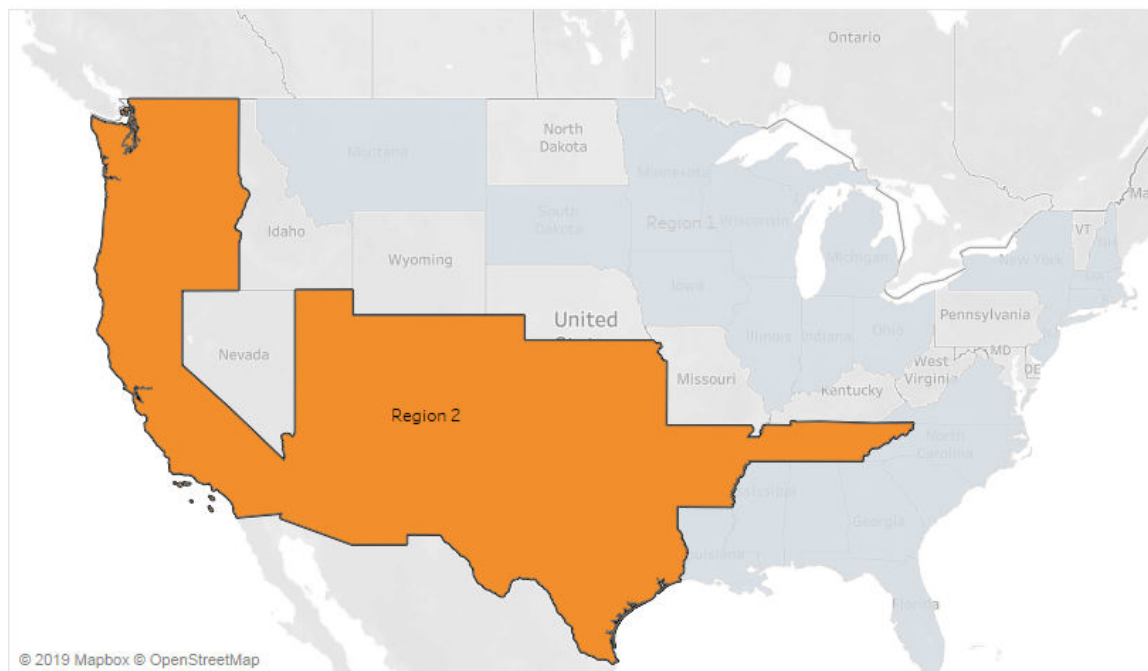 Ontario
North
Dakota
Montana
Minnesota
South
Dakota
Region 1
Wisconsin
Idaho
Wyoming
Michigan
VT
NH
New York
MA
Iowa
United
Nevada
Illinois
Indiana
Ohio
Pennsylvania
Missouri
West
Virginia
MD
DE
Kentucky
Region 2
North
Carolina
Georgia
Florida
© 2019 Mapbox © OpenStreetMap